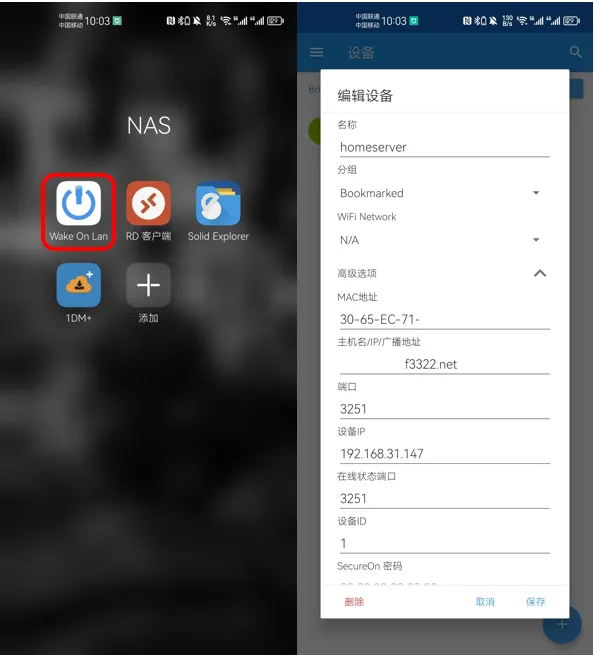 中国联通
中国移动
10:03
8.1
K/s
NAS
Wake On Lan
RD 客户端
Solid Explorer
1DM+
添加
中国联通
中国移动
10:03
130
B/s
设备
Bo
编辑设备
名称
homeserver
分组
Bookmarked
WiFi Network
N/A
高级选项
MAC地址
30-65-EC-71-
主机名/IP/广播地址
f3322.net
端口
3251
设备IP
192.168.31.147
在线状态端口
3251
设备ID
1
SecureOn 密码
删除
取消
保存